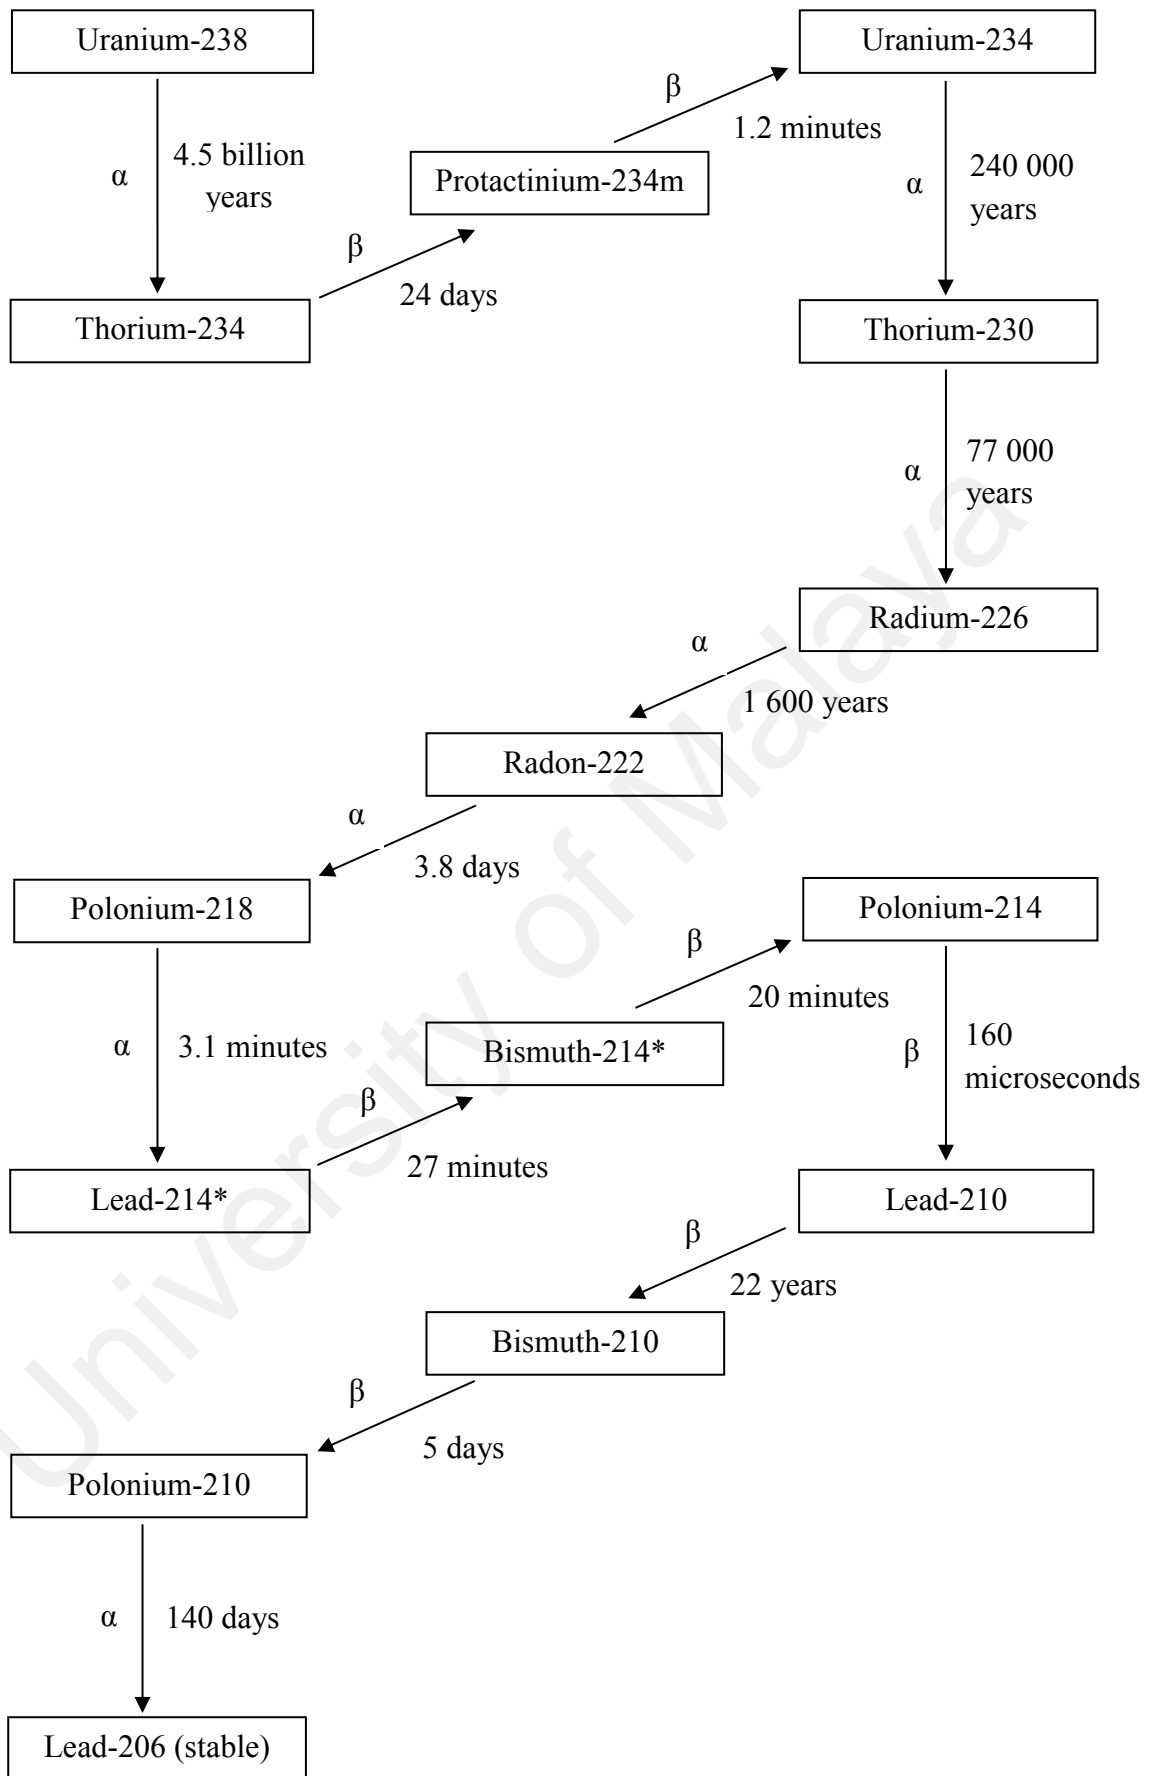 Uranium-238
Uranium-234
β
1.2 minutes
4.5 billion
years
α
Protactinium-234m
α
240 000
years
β
24 days
Thorium-234
Thorium-230
α
77 000
years
Radium-226
α
1 600 years
Radon-222
α
3.8 days
Polonium-218
Polonium-214
β
20 minutes
α
3.1 minutes
Bismuth-214*
β
160
microseconds
β
27 minutes
Lead-214*
Lead-210
β
22 years
Bismuth-210
β
5 days
Polonium-210
α
140 days
Lead-206 (stable)
University of Malaya